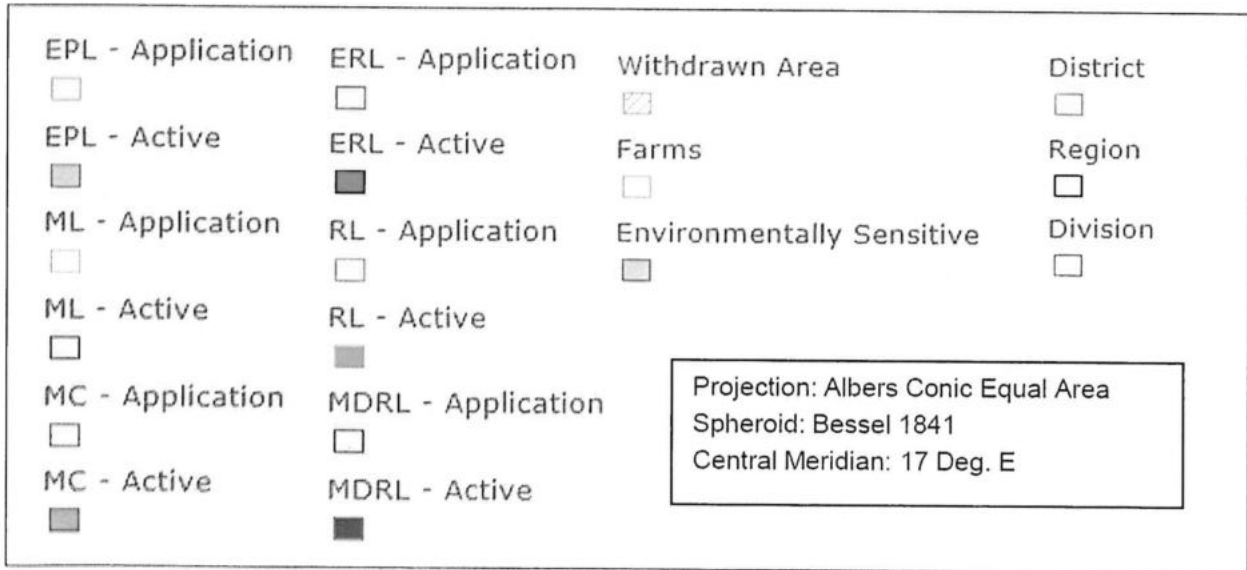 EPL - Application
EPL - Active
ML - Application
ML - Active
MC - Application
MC - Active
ERL - Application
ERL - Active
RL - Application
RL - Active
MDRL - Application
MDRL - Active
Withdrawn Area
Farms
Environmentally Sensitive
District
Region
Division
Projection: Albers Conic Equal Area
Spheroid: Bessel 1841
Central Meridian: 17 Deg. E